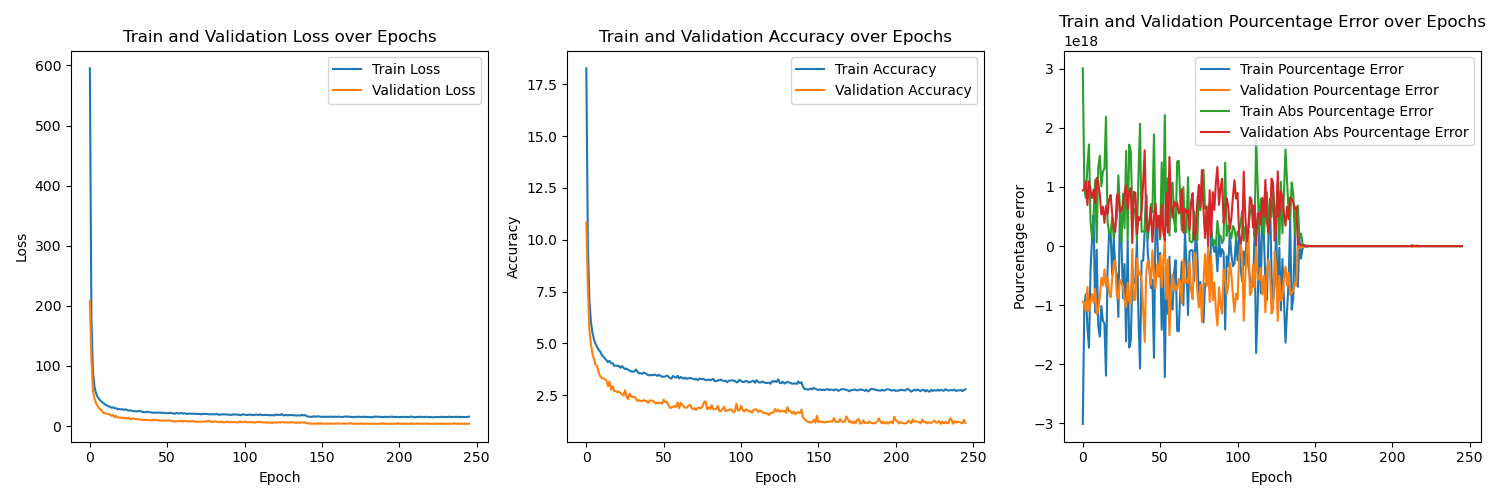 Train and Validation Loss over Epochs
Train Loss
Validation Loss
600
500
400
300
200
100
0
Loss
0 50 100 150 200 250
Epoch
Train and Validation Accuracy over Epochs
Train Accuracy
Validation Accuracy
17.5
15.0
12.5
10.0
7.5
5.0
2.5
Accuracy
0 50 100 150 200 250
Epoch
Train and Validation Pourcentage Error over Epochs
1e18
Train Pourcentage Error
Validation Pourcentage Error
Train Abs Pourcentage Error
Validation Abs Pourcentage Error
3
2
1
0
−1
−2
−3
Pourcentage error
0 50 100 150 200 250
Epoch